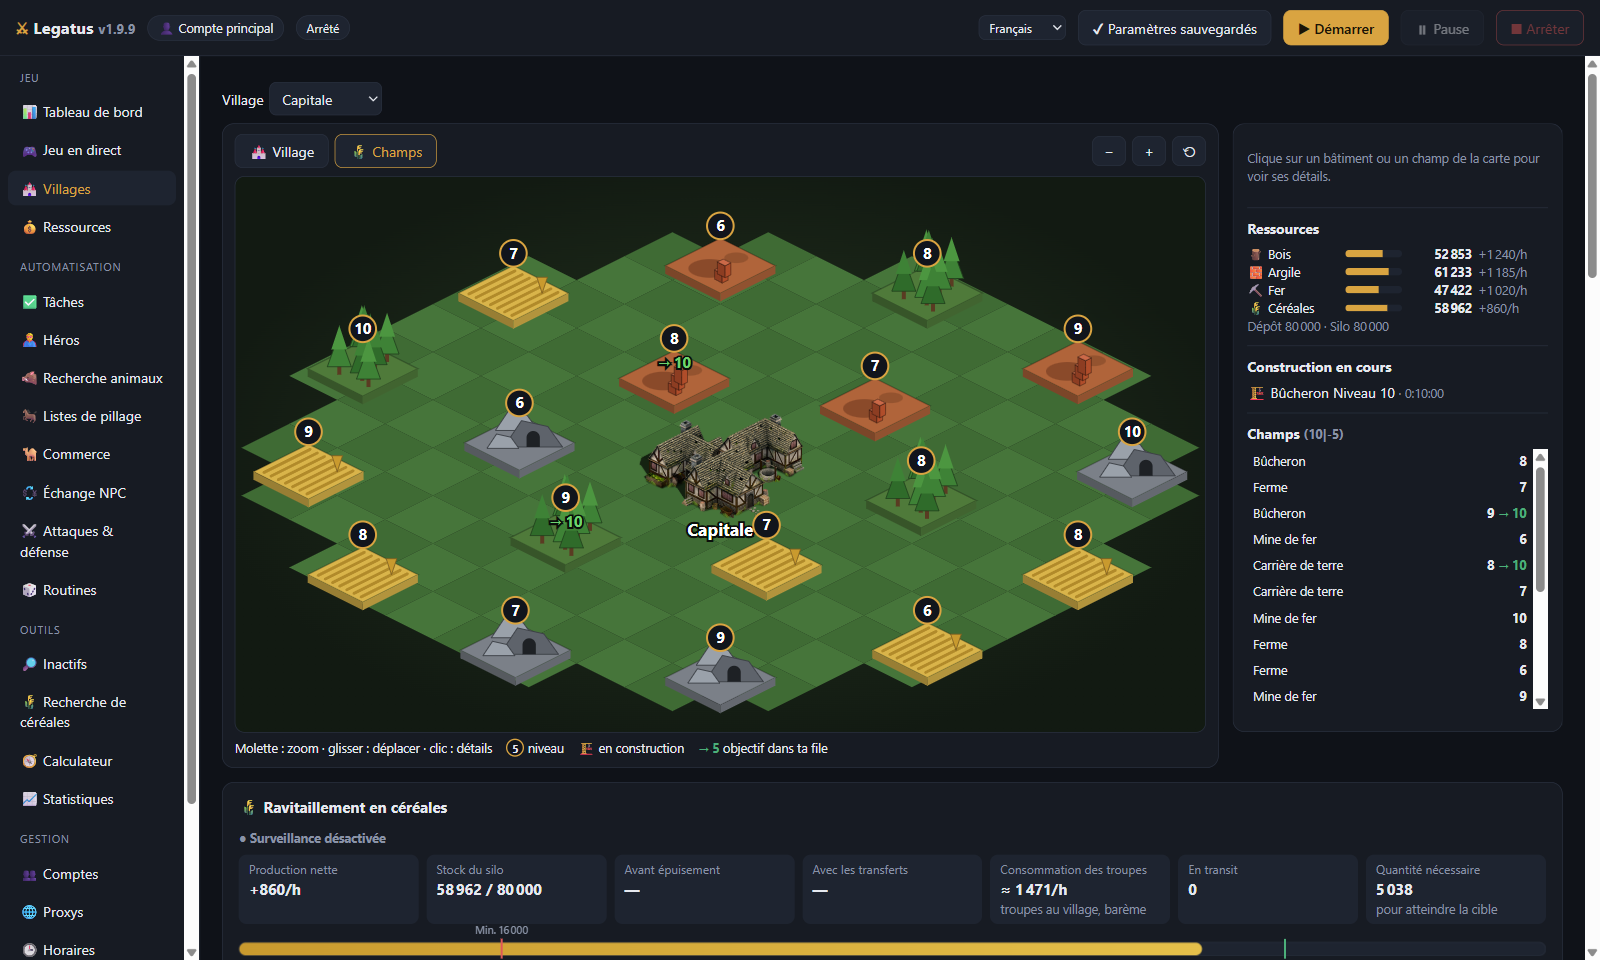 Legatus v1.9.9
Compte principal
Arrêté
Français
✓ Paramètres sauvegardés
▶ Démarrer
⏸ Pause
■ Arrêter
JEU
Tableau de bord
Jeu en direct
Villages
Ressources
AUTOMATISATION
Tâches
Héros
Recherche animaux
Listes de pillage
Commerce
Échange NPC
Attaques &
défense
Routines
OUTILS
Inactifs
Recherche de
céréales
Calculateur
Statistiques
GESTION
Comptes
Proxys
Horaires
Village
Capitale
Village
Champs
−
+
6
7
8
10
8
→10
7
9
6
9
10
8
9
→10
Capitale
7
8
8
7
6
9
Molette : zoom · glisser : déplacer · clic : détails
5 niveau
en construction
→ 5 objectif dans ta file
Clique sur un bâtiment ou un champ de la carte pour
voir ses détails.
Ressources
Bois 52 853 +1 240/h
Argile 61 233 +1 185/h
Fer 47 422 +1 020/h
Céréales 58 962 +860/h
Dépôt 80 000 · Silo 80 000
Construction en cours
Bûcheron Niveau 10 · 0:10:00
Champs (10|-5)
Bûcheron 8
Ferme 7
Bûcheron 9 → 10
Mine de fer 6
Carrière de terre 8 → 10
Carrière de terre 7
Mine de fer 10
Ferme 8
Ferme 6
Mine de fer 9
Ravitaillement en céréales
● Surveillance désactivée
Production nette
+860/h
Stock du silo
58 962 / 80 000
Avant épuisement
—
Avec les transferts
—
Consommation des troupes
≈ 1 471/h
troupes au village, barème
En transit
0
Quantité nécessaire
5 038
pour atteindre la cible
Min. 16 000